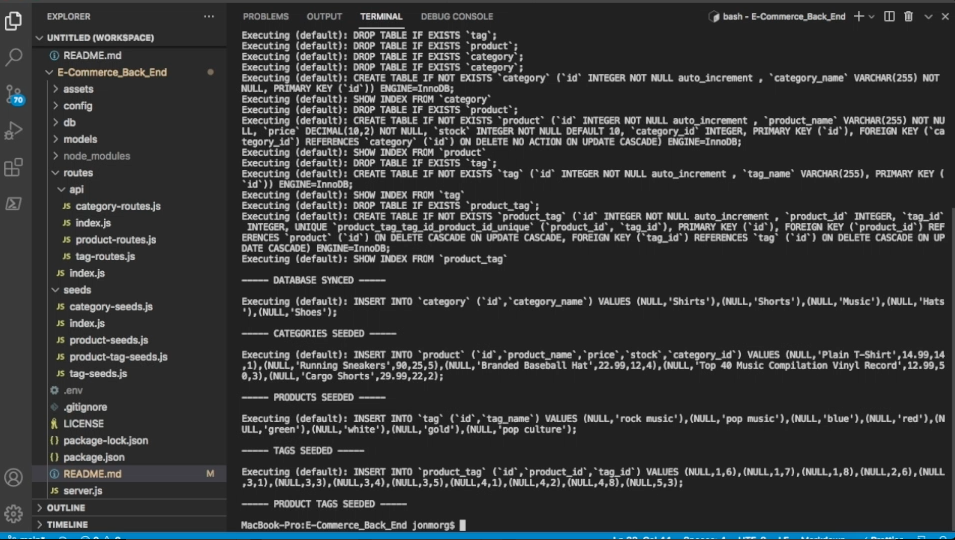 EXPLORER
UNTITLED (WORKSPACE)
README.md
E-Commerce_Back_End
assets
config
db
models
node_modules
routes
api
category-routes.js
index.js
product-routes.js
tag-routes.js
index.js
seeds
category-seeds.js
index.js
product-seeds.js
product-tag-seeds.js
tag-seeds.js
.env
.gitignore
LICENSE
package-lock.json
package.json
README.md M
server.js
OUTLINE
TIMELINE
70
PROBLEMS OUTPUT TERMINAL DEBUG CONSOLE
bash - E-Commerce_Back_End
Executing (default): DROP TABLE IF EXISTS `tag`;
Executing (default): DROP TABLE IF EXISTS `product`;
Executing (default): DROP TABLE IF EXISTS `category`;
Executing (default): DROP TABLE IF EXISTS `category`;
Executing (default): CREATE TABLE IF NOT EXISTS `category` (`id` INTEGER NOT NULL auto_increment , `category_name` VARCHAR(255) NOT
NULL, PRIMARY KEY (`id`)) ENGINE=InnoDB;
Executing (default): SHOW INDEX FROM `category`
Executing (default): DROP TABLE IF EXISTS `product`;
Executing (default): CREATE TABLE IF NOT EXISTS `product` (`id` INTEGER NOT NULL auto_increment , `product_name` VARCHAR(255) NOT NU
LL, `price` DECIMAL(10,2) NOT NULL, `stock` INTEGER NOT NULL DEFAULT 10, `category_id` INTEGER, PRIMARY KEY (`id`), FOREIGN KEY (`ca
tegory_id`) REFERENCES `category` (`id`) ON DELETE NO ACTION ON UPDATE CASCADE) ENGINE=InnoDB;
Executing (default): SHOW INDEX FROM `product`
Executing (default): DROP TABLE IF EXISTS `tag`;
Executing (default): CREATE TABLE IF NOT EXISTS `tag` (`id` INTEGER NOT NULL auto_increment , `tag_name` VARCHAR(255), PRIMARY KEY (
`id`)) ENGINE=InnoDB;
Executing (default): SHOW INDEX FROM `tag`
Executing (default): DROP TABLE IF EXISTS `product_tag`;
Executing (default): CREATE TABLE IF NOT EXISTS `product_tag` (`id` INTEGER NOT NULL auto_increment , `product_id` INTEGER, `tag_id`
INTEGER, UNIQUE `product_tag_tag_id_product_id_unique` (`product_id`, `tag_id`), PRIMARY KEY (`id`), FOREIGN KEY (`product_id`) REF
ERENCES `product` (`id`) ON DELETE CASCADE ON UPDATE CASCADE, FOREIGN KEY (`tag_id`) REFERENCES `tag` (`id`) ON DELETE CASCADE ON UP
DATE CASCADE) ENGINE=InnoDB;
Executing (default): SHOW INDEX FROM `product_tag`
----- DATABASE SYNCED -----
Executing (default): INSERT INTO `category` (`id`,`category_name`) VALUES (NULL,'Shirts'),(NULL,'Shorts'),(NULL,'Music'),(NULL,'Hats
'),(NULL,'Shoes');
----- CATEGORIES SEEDED -----
Executing (default): INSERT INTO `product` (`id`,`product_name`,`price`,`stock`,`category_id`) VALUES (NULL,'Plain T-Shirt',14.99,14
,1),(NULL,'Running Sneakers',90,25,5),(NULL,'Branded Baseball Hat',22.99,12,4),(NULL,'Top 40 Music Compilation Vinyl Record',12.99,5
0,3),(NULL,'Cargo Shorts',29.99,22,2);
----- PRODUCTS SEEDED -----
Executing (default): INSERT INTO `tag` (`id`,`tag_name`) VALUES (NULL,'rock music'),(NULL,'pop music'),(NULL,'blue'),(NULL,'red'),(N
ULL,'green'),(NULL,'white'),(NULL,'gold'),(NULL,'pop culture');
----- TAGS SEEDED -----
Executing (default): INSERT INTO `product_tag` (`id`,`product_id`,`tag_id`) VALUES (NULL,1,6),(NULL,1,7),(NULL,1,8),(NULL,2,6),(NULL
,3,1),(NULL,3,3),(NULL,3,4),(NULL,3,5),(NULL,4,1),(NULL,4,2),(NULL,4,8),(NULL,5,3);
----- PRODUCT TAGS SEEDED -----
MacBook-Pro:E-Commerce_Back_End jonmorg$